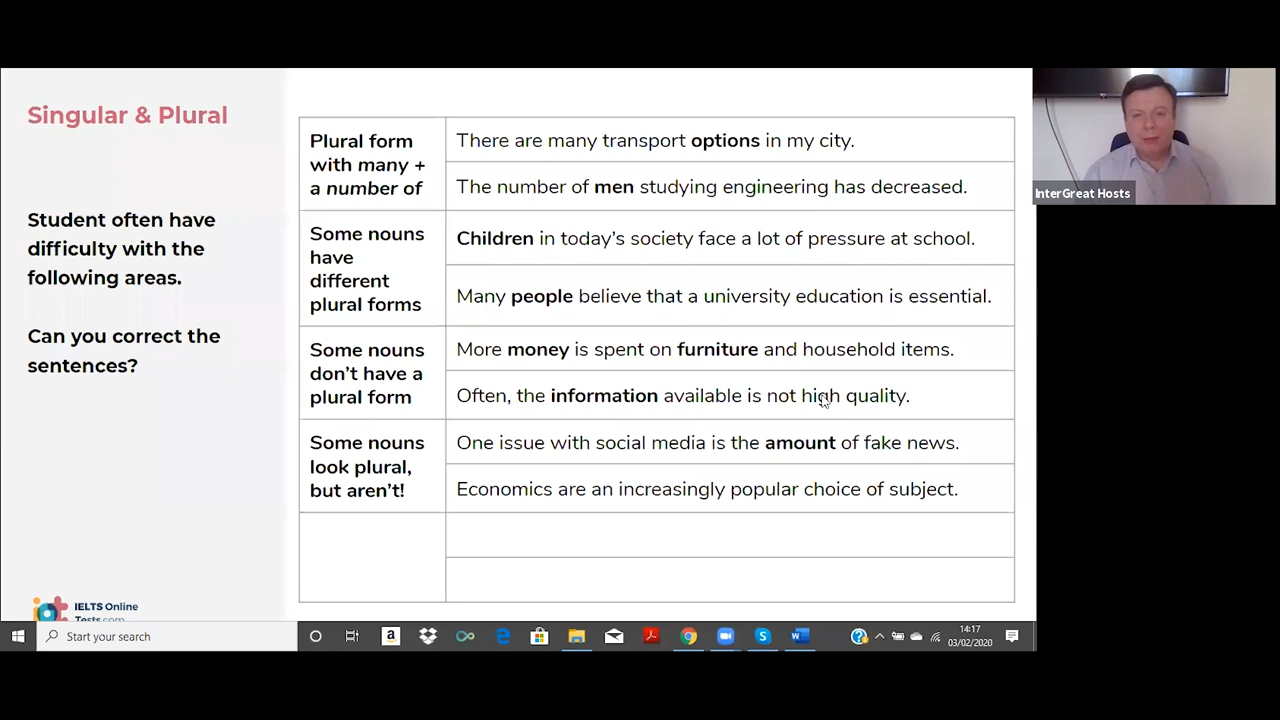 Singular & Plural
Student often have
difficulty with the
following areas.
Can you correct the
sentences?
Plural form
with many +
a number of
There are many transport options in my city.
The number of men studying engineering has decreased.
Some nouns
have
different
plural forms
Children in today's society face a lot of pressure at school.
Many people believe that a university education is essential.
Some nouns
don't have a
plural form
More money is spent on furniture and household items.
Often, the information available is not high quality.
Some nouns
look plural,
but aren't!
One issue with social media is the amount of fake news.
Economics are an increasingly popular choice of subject.
InterGreat Hosts
IELTS Online
Tests.com
Start your search
14:17
03/02/2020